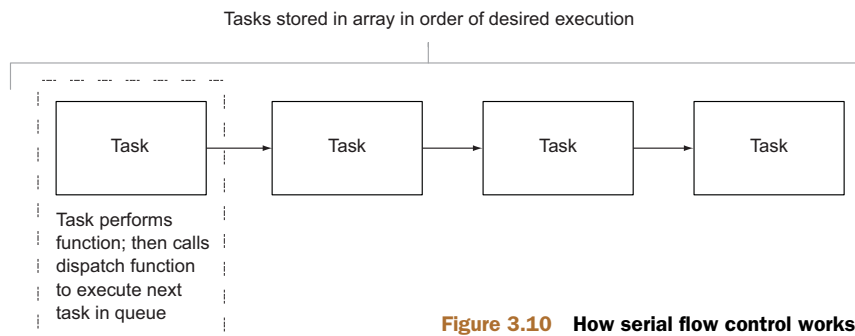 Tasks stored in array in order of desired execution
Task
Task
Task
Task
Task performs
function; then calls
dispatch function
to execute next
task in queue
Figure 3.10 How serial flow control works